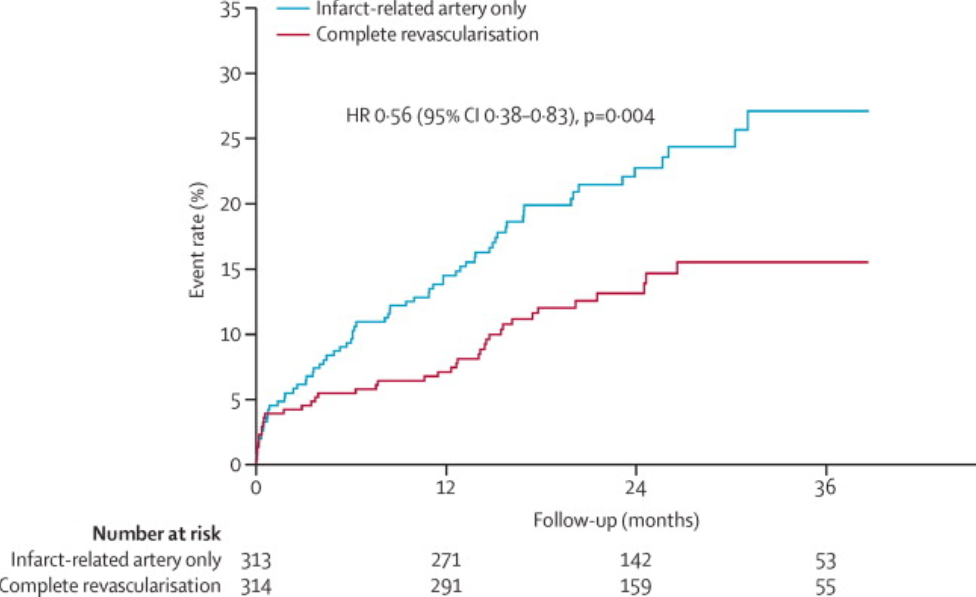 35
Infarct-related artery only
Complete revascularisation
30
HR 0·56 (95% CI 0·38–0·83), p=0·004
25
20
Event rate (%)
15
10
5
0
0 12 24 36
Follow-up (months)
Number at risk
Infarct-related artery only 313 271 142 53
Complete revascularisation 314 291 159 55